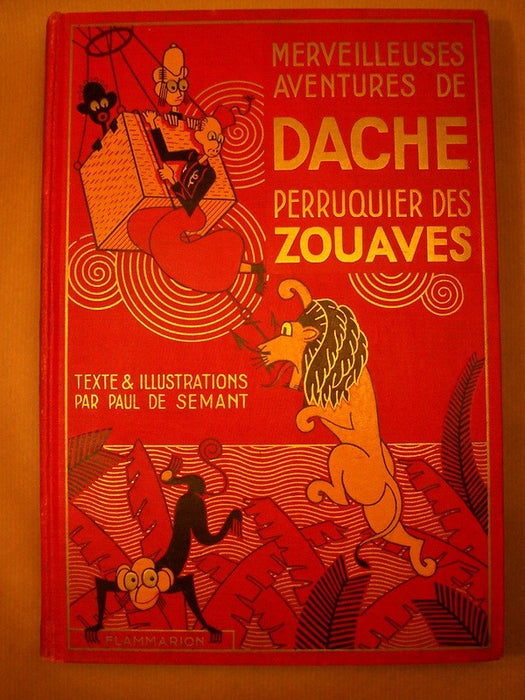 MERVEILLEUSES
AVENTURES DE
DACHE
PERRUQUIER DES
ZOUAVES
TEXTE & ILLUSTRATIONS
PAR PAUL DE SEMANT
FLAMMARION